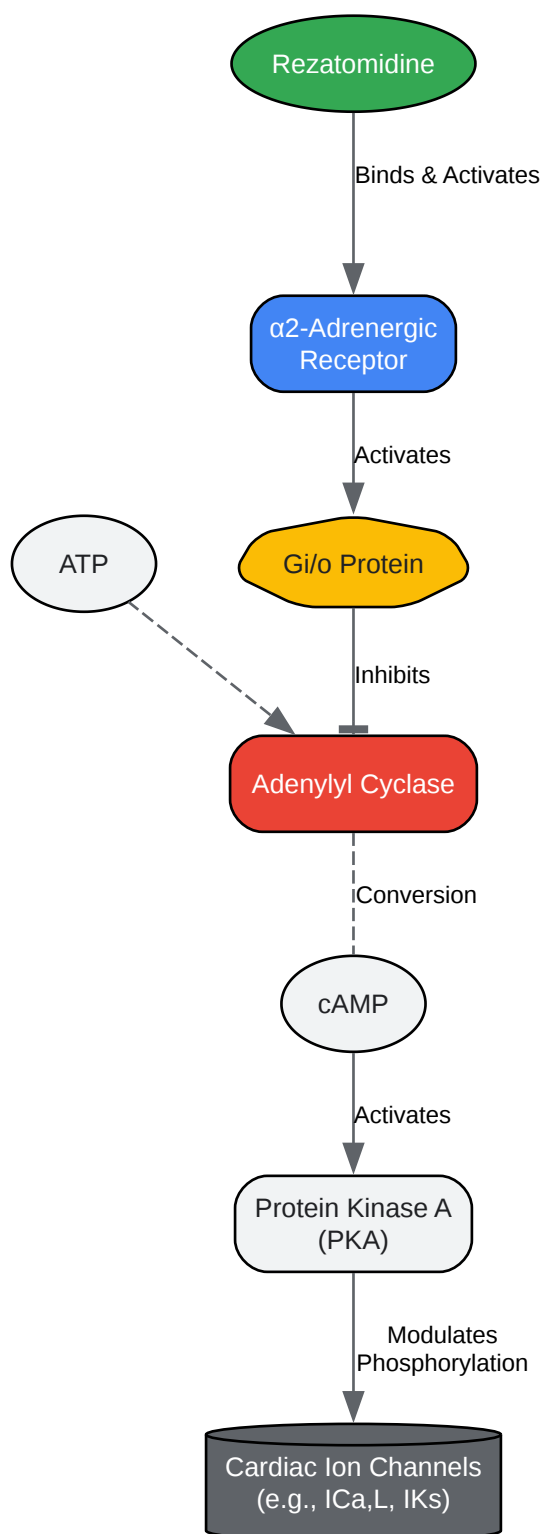 Rezatomidine
Binds & Activates
α2-Adrenergic
Receptor
Activates
ATP
Gi/o Protein
Inhibits
Adenylyl Cyclase
Conversion
cAMP
Activates
Protein Kinase A
(PKA)
Modulates
Phosphorylation
Cardiac Ion Channels
(e.g., ICa,L, IKs)